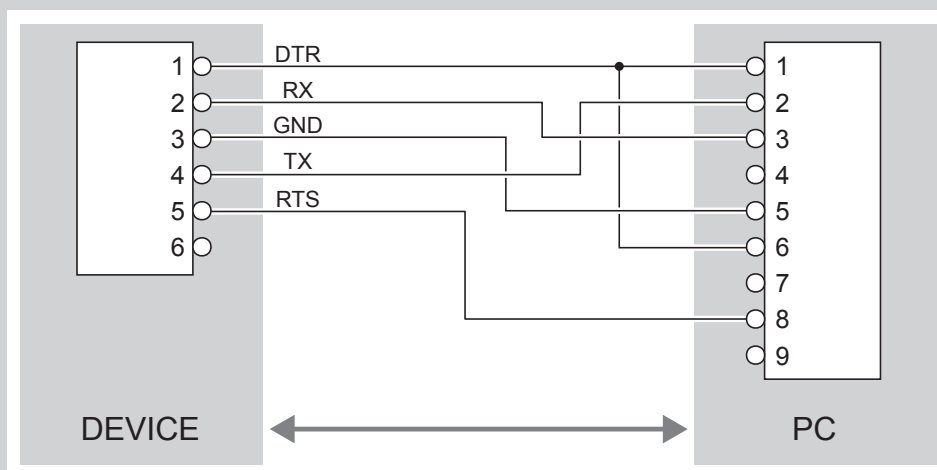 1 DTR 1
2 RX 2
3 GND 3
4 TX 4
5 RTS 5
6 6
7
8
9
DEVICE PC